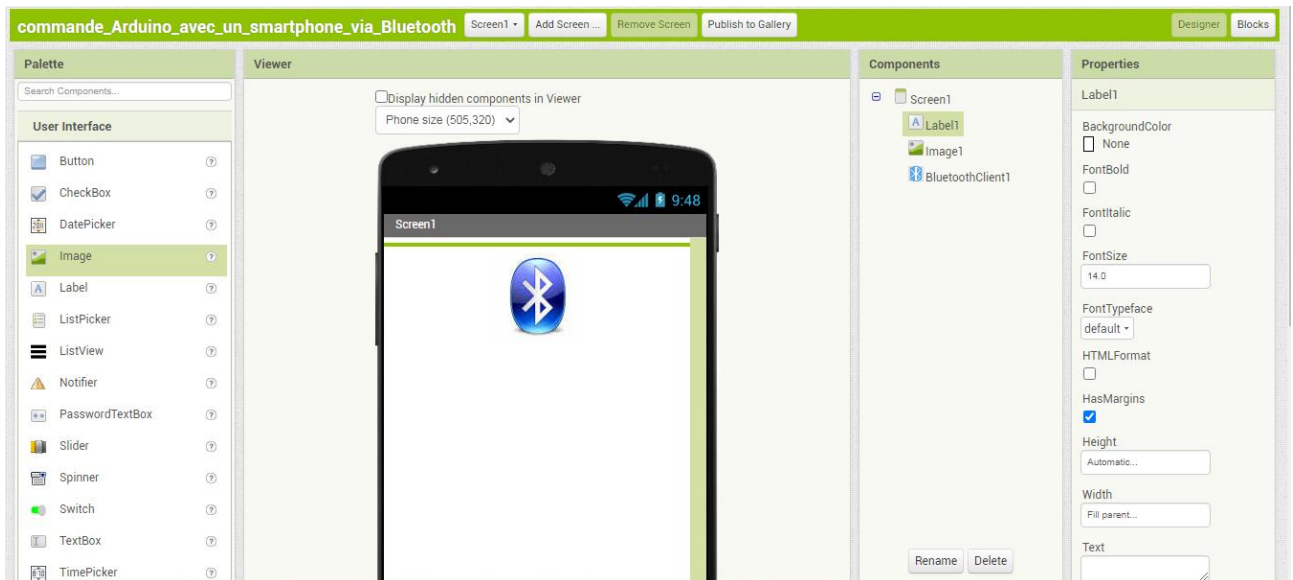 commande_Arduino_avec_un_smartphone_via_Bluetooth Screen1 Add Screen ... Remove Screen Publish to Gallery Designer Blocks
Palette
Search Components...
User Interface
Button ?
CheckBox ?
DatePicker ?
Image ?
Label ?
ListPicker ?
ListView ?
Notifier ?
PasswordTextBox ?
Slider ?
Spinner ?
Switch ?
TextBox ?
TimePicker ?
Viewer
Display hidden components in Viewer
Phone size (505,320)
9:48
Screen1
Components
Screen1
A Label1
Image1
BluetoothClient1
Rename Delete
Properties
Label1
BackgroundColor
None
FontBold
FontItalic
FontSize
14.0
FontTypeface
default
HTMLFormat
HasMargins
Height
Automatic...
Width
Fill parent...
Text